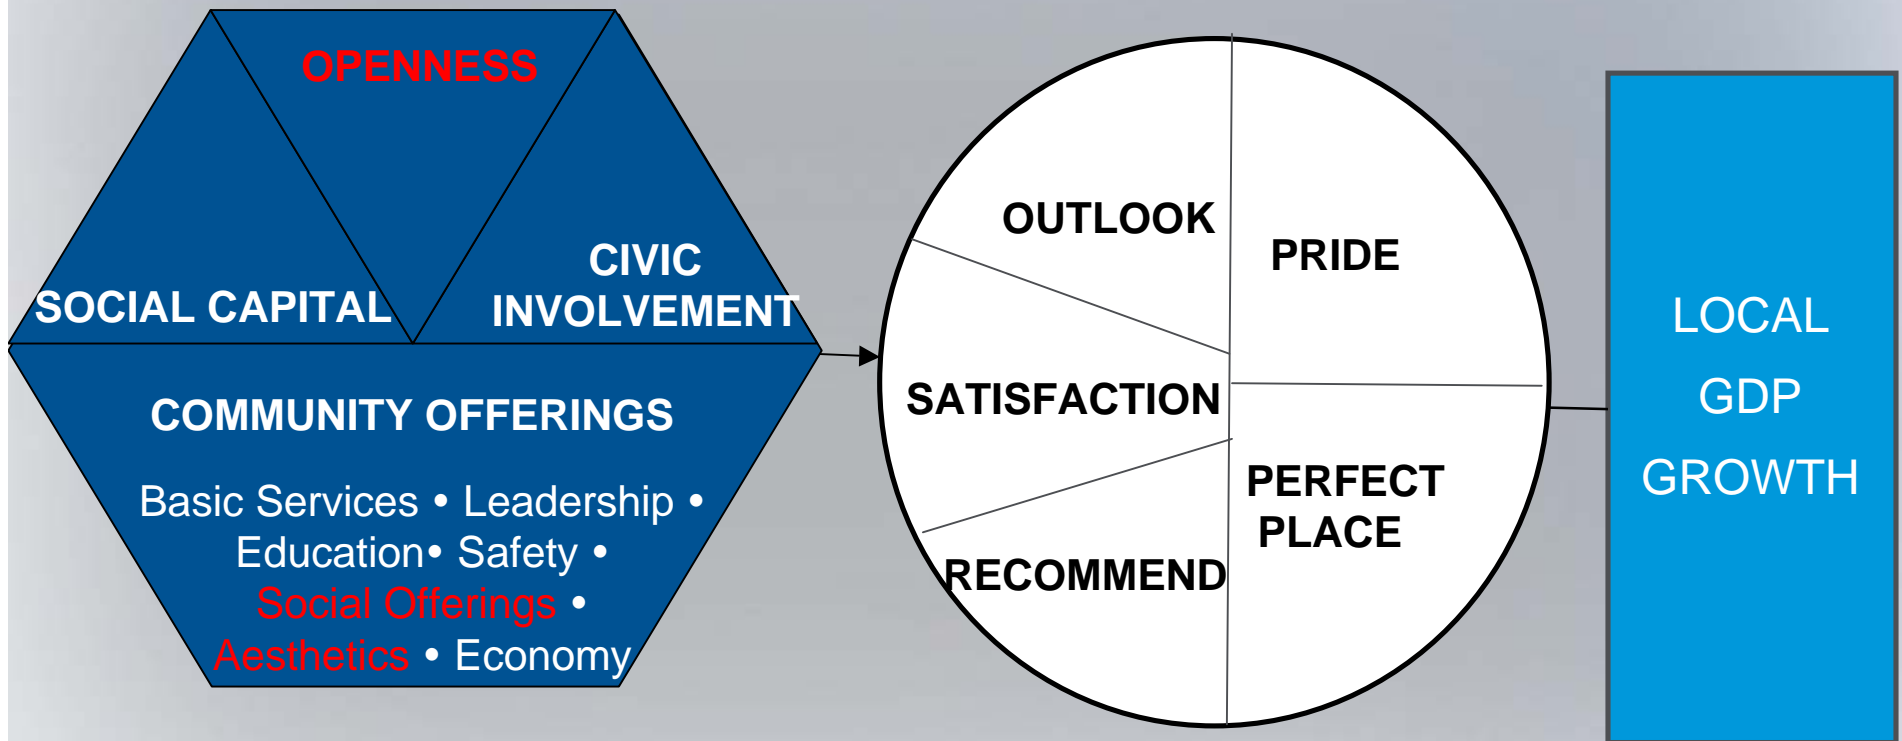 OPENNESS
SOCIAL CAPITAL
CIVIC
INVOLVEMENT
COMMUNITY OFFERINGS
Basic Services • Leadership •
Education• Safety •
Social Offerings •
Aesthetics • Economy
OUTLOOK
PRIDE
SATISFACTION
PERFECT
PLACE
RECOMMEND
LOCAL
GDP
GROWTH